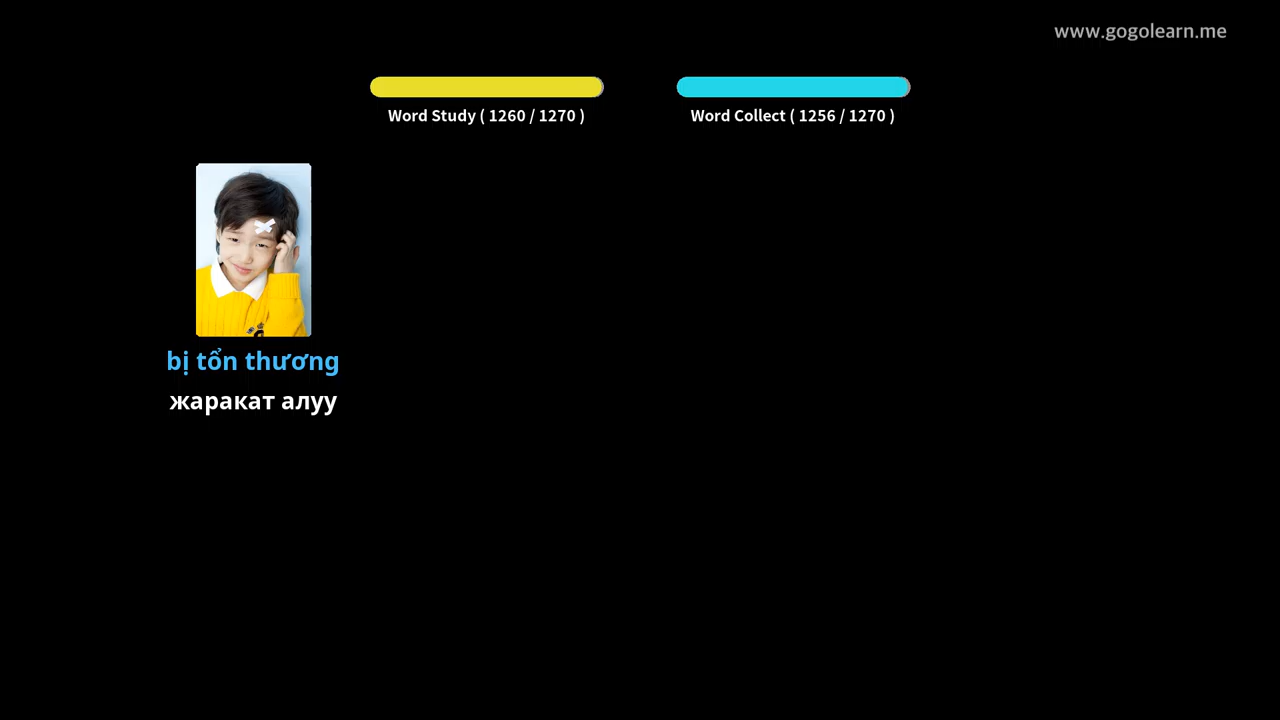 www.gogolearn.me
Word Study ( 1260 / 1270 )
Word Collect ( 1256 / 1270 )
bị tổn thương
жаракат алуу